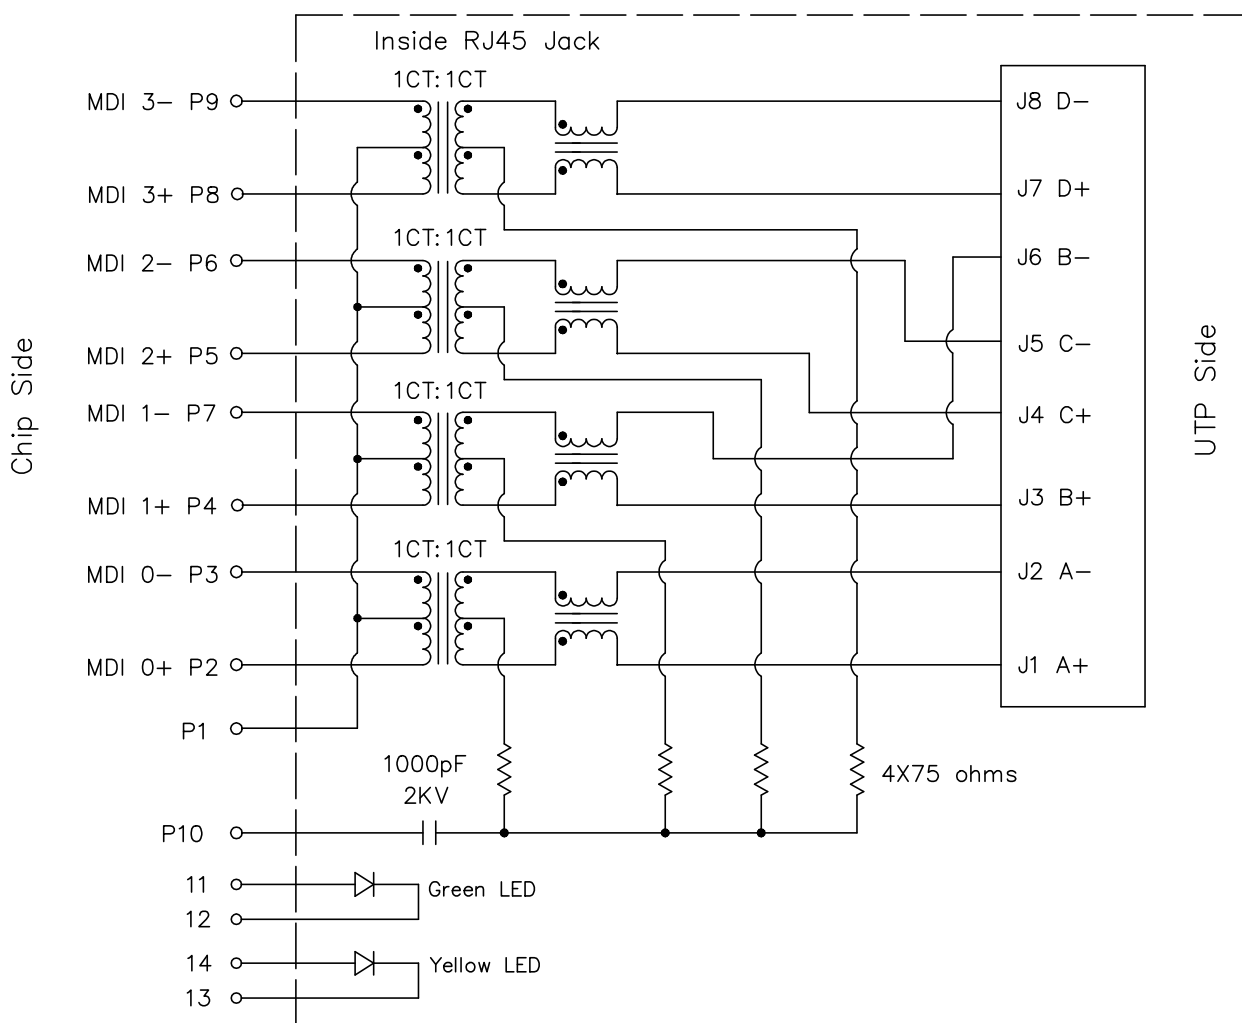 Inside RJ45 Jack
1CT:1CT
MDI 3- P9
J8 D-
MDI 3+ P8
J7 D+
1CT:1CT
MDI 2- P6
J6 B-
MDI 2+ P5
J5 C-
1CT:1CT
MDI 1- P7
J4 C+
MDI 1+ P4
J3 B+
1CT:1CT
MDI 0- P3
J2 A-
MDI 0+ P2
J1 A+
Chip Side
UTP Side
P1
1000pF
2KV
4X75 ohms
P10
11
Green LED
12
14
Yellow LED
13